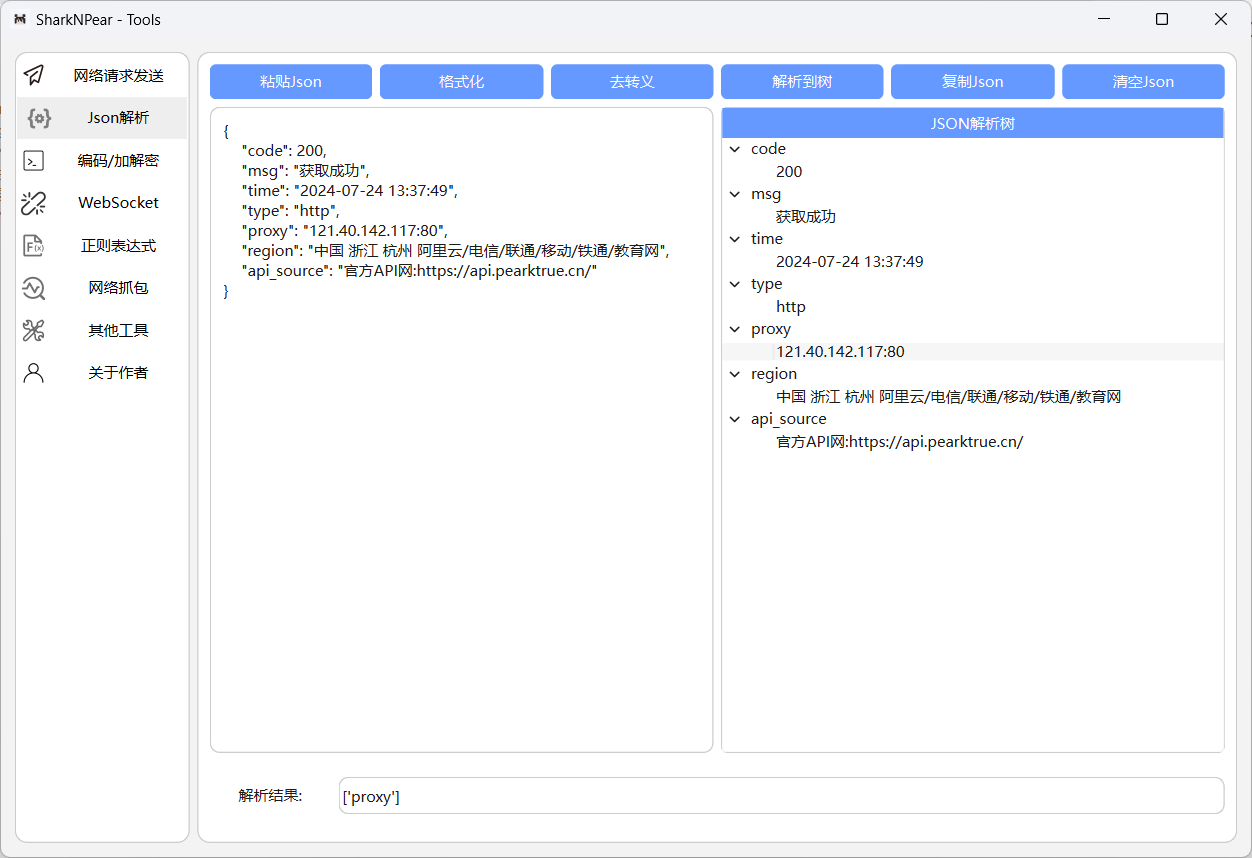 SharkNPear - Tools
网络请求发送
Json解析
编码/加解密
WebSocket
正则表达式
网络抓包
其他工具
关于作者
粘贴Json
格式化
去转义
解析到树
复制Json
清空Json
{
"code": 200,
"msg": "获取成功",
"time": "2024-07-24 13:37:49",
"type": "http",
"proxy": "121.40.142.117:80",
"region": "中国 浙江 杭州 阿里云/电信/联通/移动/铁通/教育网",
"api_source": "官方API网:https://api.pearktrue.cn/"
}
JSON解析树
code
200
msg
获取成功
time
2024-07-24 13:37:49
type
http
proxy
121.40.142.117:80
region
中国 浙江 杭州 阿里云/电信/联通/移动/铁通/教育网
api_source
官方API网:https://api.pearktrue.cn/
解析结果:
['proxy']